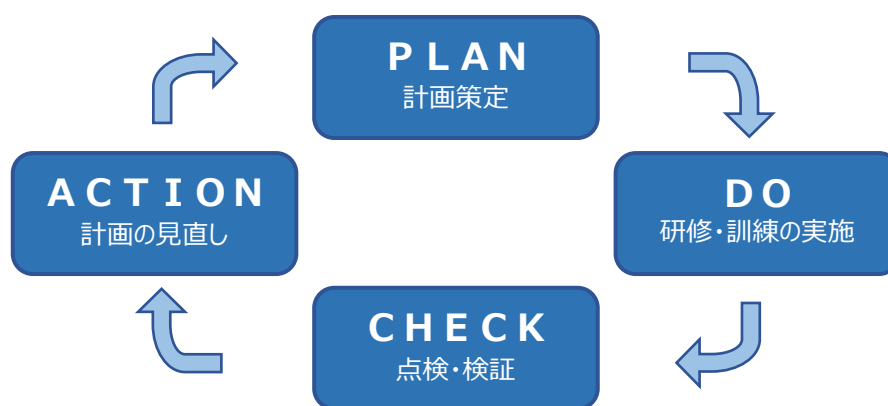 PLAN
計画策定
DO
研修・訓練の実施
CHECK
点検・検証
ACTION
計画の見直し